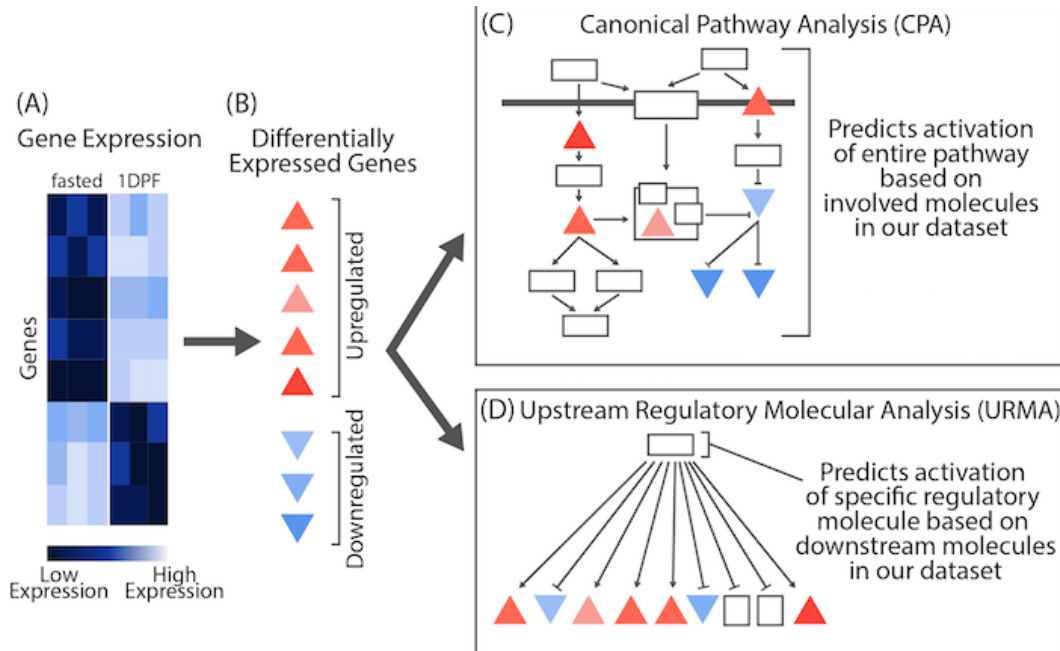 (A)
Gene Expression
fasted 1DPF
Genes
Low
Expression
High
Expression
(B)
Differentially
Expressed Genes
Upregulated
Downregulated
(C) Canonical Pathway Analysis (CPA)
Predicts activation
of entire pathway
based on
involved molecules
in our dataset
(D) Upstream Regulatory Molecular Analysis (URMA)
Predicts activation
of specific regulatory
molecule based on
downstream molecules
in our dataset